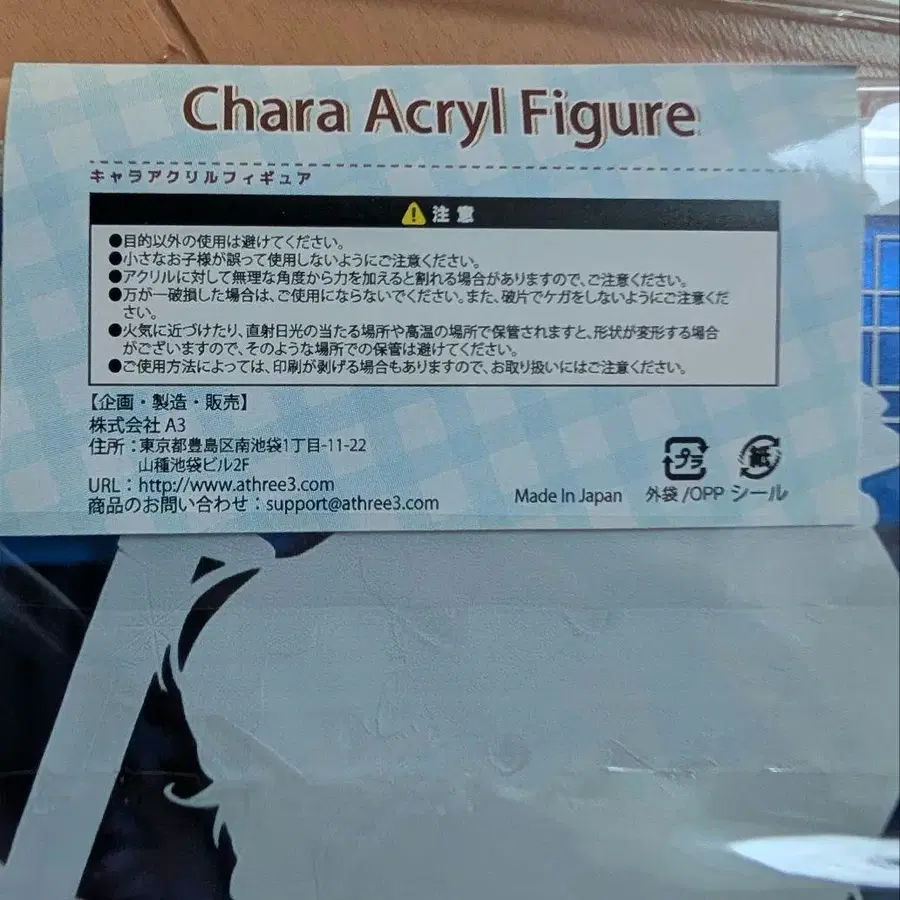 Chara Acryl Figure
キャラアクリルフィギュア
注意
●目的以外の使用は避けてください。
●小さなお子様が誤って使用しないようにご注意ください。
●アクリルに対して無理な角度から力を加えると割れる場合がありますので、ご注意ください。
●万が一破損した場合は、ご使用にならないでください。また、破片でケガをしないようにご注意くだ
さい。
●火気に近づけたり、直射日光の当たる場所や高温の場所で保管されますと、形状が変形する場合
がございますので、そのような場所での保管は避けてください。
●ご使用方法によっては、印刷が剥げる場合もありますので、お取り扱いにはご注意ください。
【企画・製造・販売】
株式会社 A3
住所：東京都豊島区南池袋1丁目-11-22
山種池袋ビル2F
URL：http://www.athree3.com
商品のお問い合わせ：support@athree3.com
Made In Japan
プラ 紙
外袋 /OPP シール